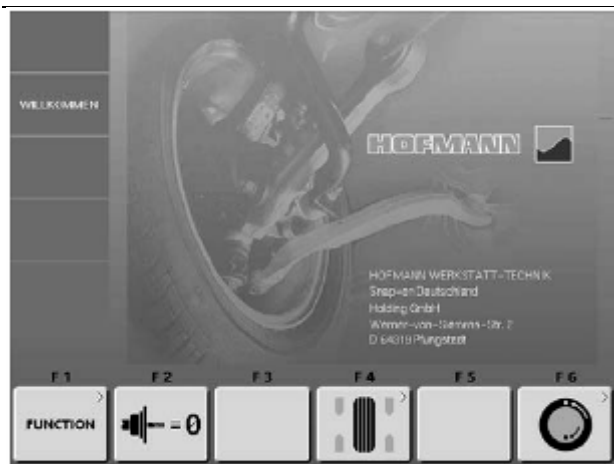 WILLKOMMEN
HOFMANN
HOFMANN WERKSTATT-TECHNIK
Snap-on Deutschland
Holding GmbH
Werner-von-Siemens-Str. 2
D 64319 Pfungstadt
F1 F2 F3 F4 F5 F6
FUNCTION =0